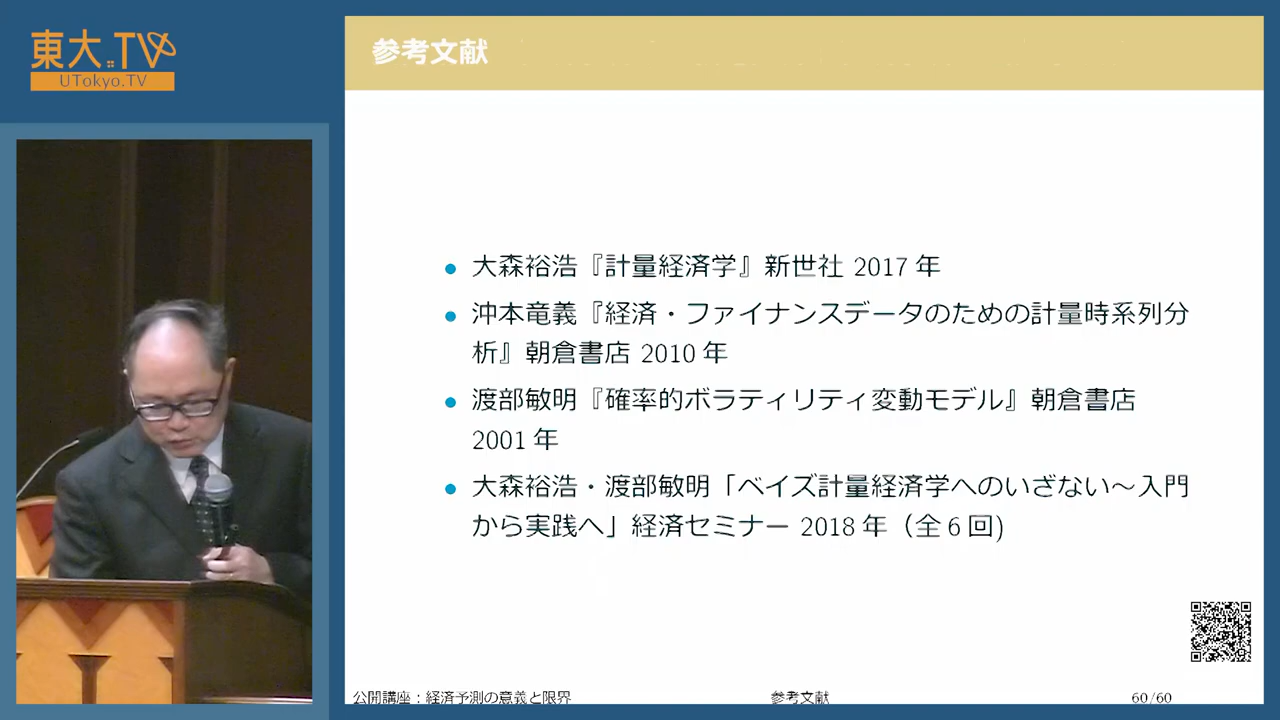 東大.TV
UTokyo.TV
参考文献
大森裕浩『計量経済学』新世社 2017 年
沖本竜義『経済・ファイナンスデータのための計量時系列分
析』朝倉書店 2010 年
渡部敏明『確率的ボラティリティ変動モデル』朝倉書店
2001 年
大森裕浩・渡部敏明「ベイズ計量経済学へのいざない〜入門
から実践へ」経済セミナー 2018 年（全 6 回)
公開講座：経済予測の意義と限界
参考文献
60/60